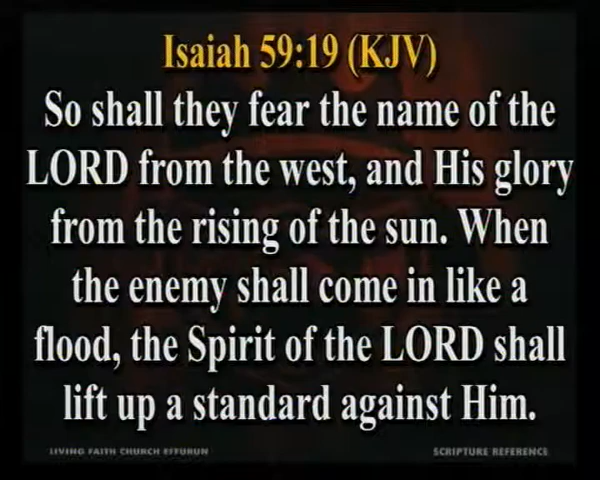 Isaiah 59:19 (KJV)
So shall they fear the name of the
LORD from the west, and His glory
from the rising of the sun. When
the enemy shall come in like a
flood, the Spirit of the LORD shall
lift up a standard against Him.
LIVING FAITH CHURCH EFFURUN
SCRIPTURE REFERENCE